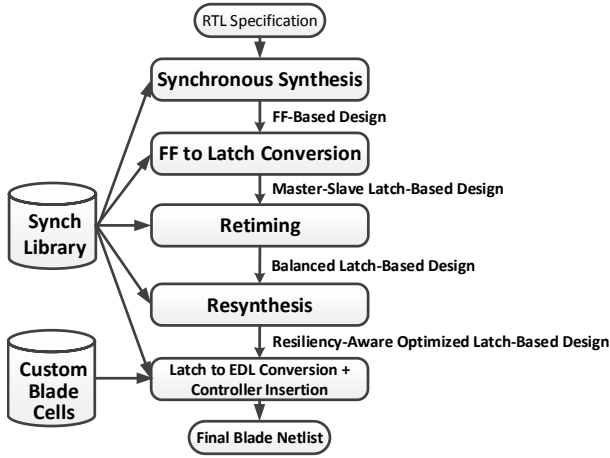 RTL Specification
Synchronous Synthesis
FF-Based Design
FF to Latch Conversion
Master-Slave Latch-Based Design
Synch
Library
Retiming
Balanced Latch-Based Design
Resynthesis
Resiliency-Aware Optimized Latch-Based Design
Custom
Blade
Cells
Latch to EDL Conversion +
Controller Insertion
Final Blade Netlist